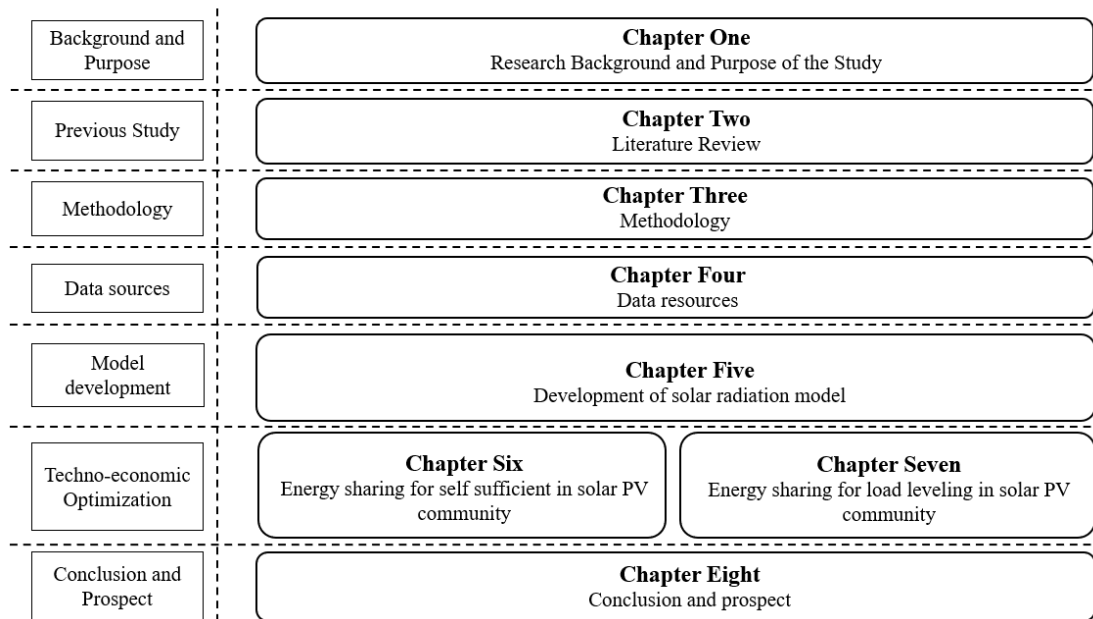 Background and
Purpose
Chapter One
Research Background and Purpose of the Study
Previous Study
Chapter Two
Literature Review
Methodology
Chapter Three
Methodology
Data sources
Chapter Four
Data resources
Model
development
Chapter Five
Development of solar radiation model
Techno-economic
Optimization
Chapter Six
Energy sharing for self sufficient in solar PV
community
Chapter Seven
Energy sharing for load leveling in solar PV
community
Conclusion and
Prospect
Chapter Eight
Conclusion and prospect